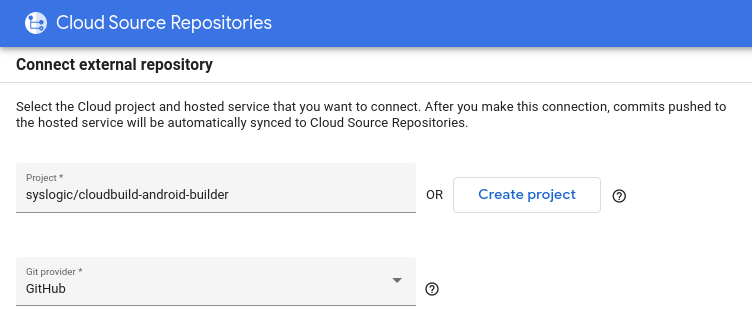 Cloud Source Repositories
Connect external repository
Select the Cloud project and hosted service that you want to connect. After you make this connection, commits pushed to
the hosted service will be automatically synced to Cloud Source Repositories.
Project *
syslogic/cloudbuild-android-builder
OR
Create project
Git provider *
GitHub